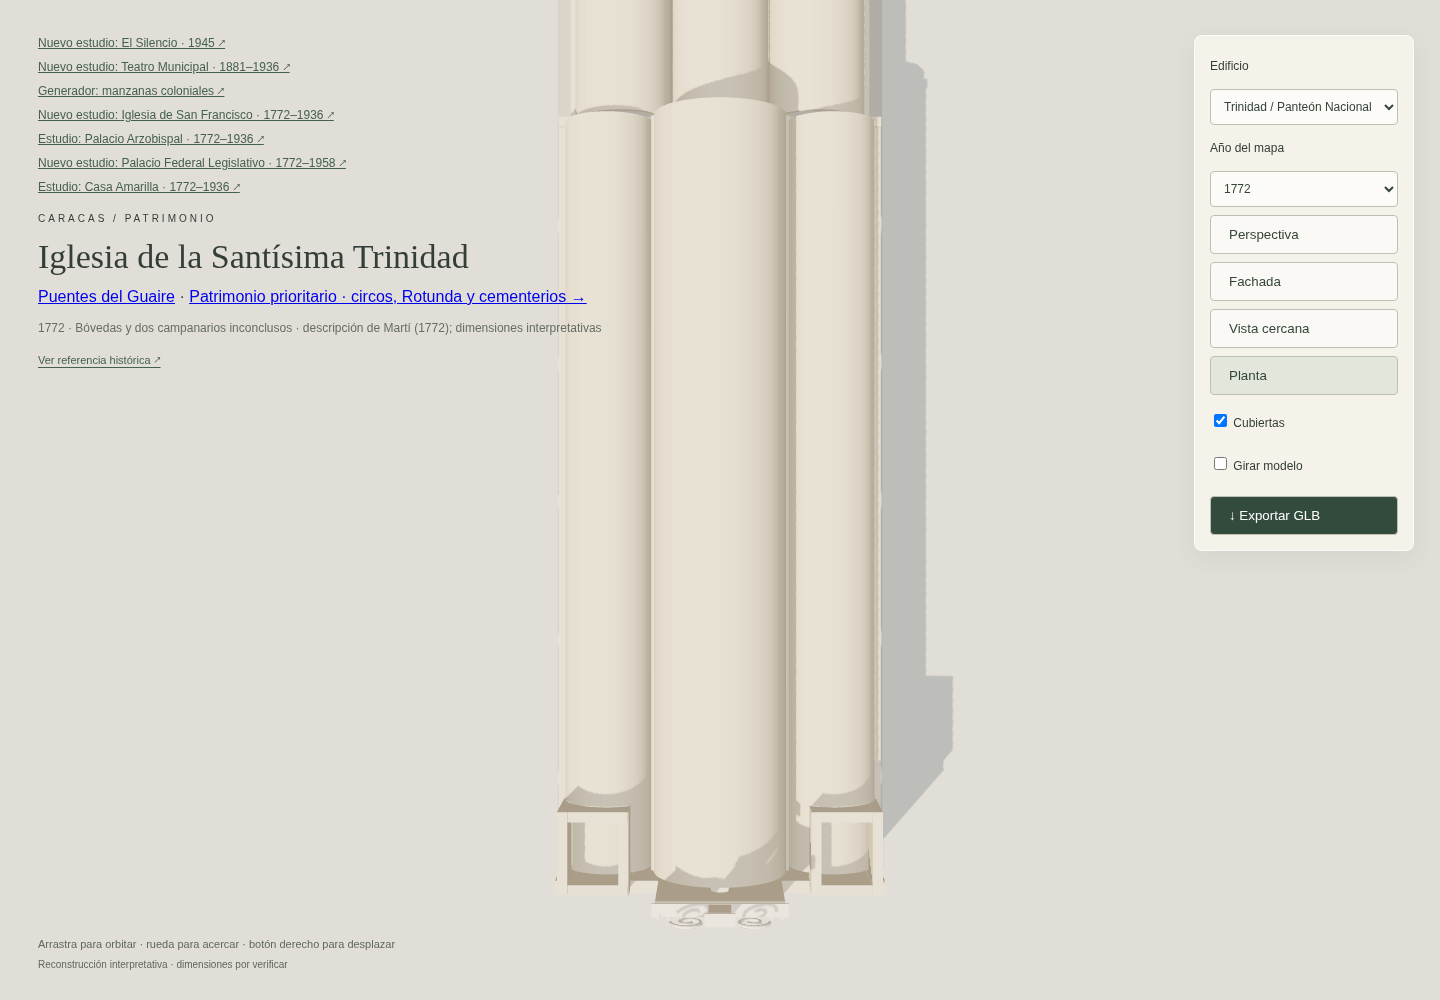 Nuevo estudio: El Silencio · 1945 ↗
Nuevo estudio: Teatro Municipal · 1881–1936 ↗
Generador: manzanas coloniales ↗
Nuevo estudio: Iglesia de San Francisco · 1772–1936 ↗
Estudio: Palacio Arzobispal · 1772–1936 ↗
Nuevo estudio: Palacio Federal Legislativo · 1772–1958 ↗
Estudio: Casa Amarilla · 1772–1936 ↗
CARACAS / PATRIMONIO
Iglesia de la Santísima Trinidad
Puentes del Guaire · Patrimonio prioritario · circos, Rotunda y cementerios →
1772 · Bóvedas y dos campanarios inconclusos · descripción de Martí (1772); dimensiones interpretativas
Ver referencia histórica ↗
Edificio
Trinidad / Panteón Nacional
Año del mapa
1772
Perspectiva
Fachada
Vista cercana
Planta
Cubiertas
Girar modelo
↓ Exportar GLB
Arrastra para orbitar · rueda para acercar · botón derecho para desplazar
Reconstrucción interpretativa · dimensiones por verificar